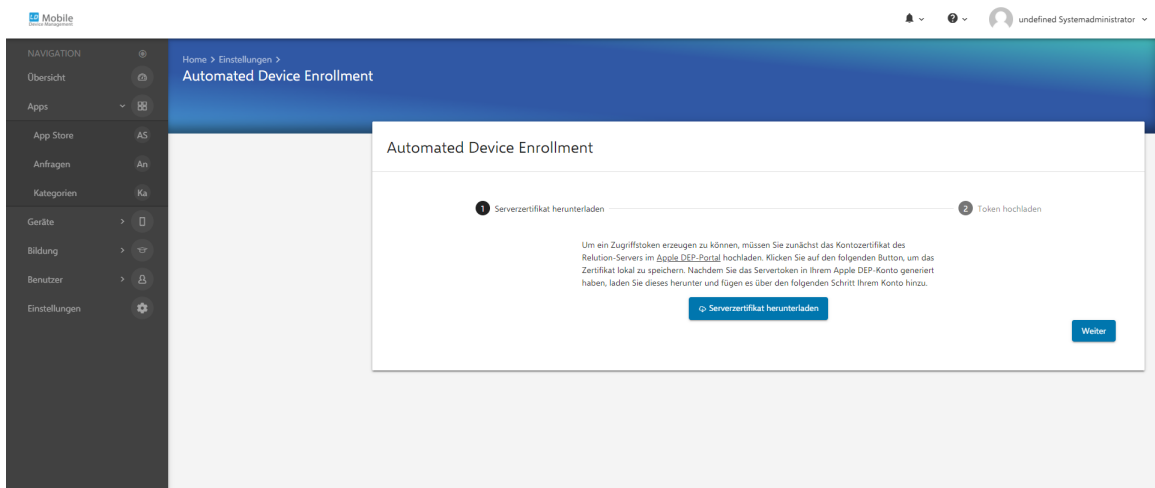 LD Mobile
Device Management
undefined Systemadministrator
NAVIGATION
Übersicht
Apps
App Store AS
Anfragen An
Kategorien Ka
Geräte
Bildung
Benutzer
Einstellungen
Home > Einstellungen >
Automated Device Enrollment
Automated Device Enrollment
1 Serverzertifikat herunterladen
2 Token hochladen
Um ein Zugriffstoken erzeugen zu können, müssen Sie zunächst das Kontozertifikat des
Relution-Servers im Apple DEP-Portal hochladen. Klicken Sie auf den folgenden Button, um das
Zertifikat lokal zu speichern. Nachdem Sie das Servertoken in Ihrem Apple DEP-Konto generiert
haben, laden Sie dieses herunter und fügen es über den folgenden Schritt Ihrem Konto hinzu.
Serverzertifikat herunterladen
Weiter